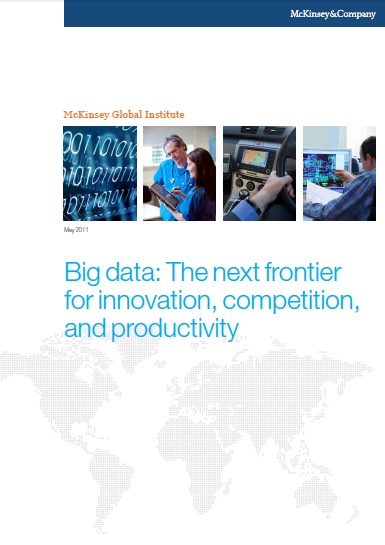 McKinsey&Company
McKinsey Global Institute
May 2011
Big data: The next frontier
for innovation, competition,
and productivity